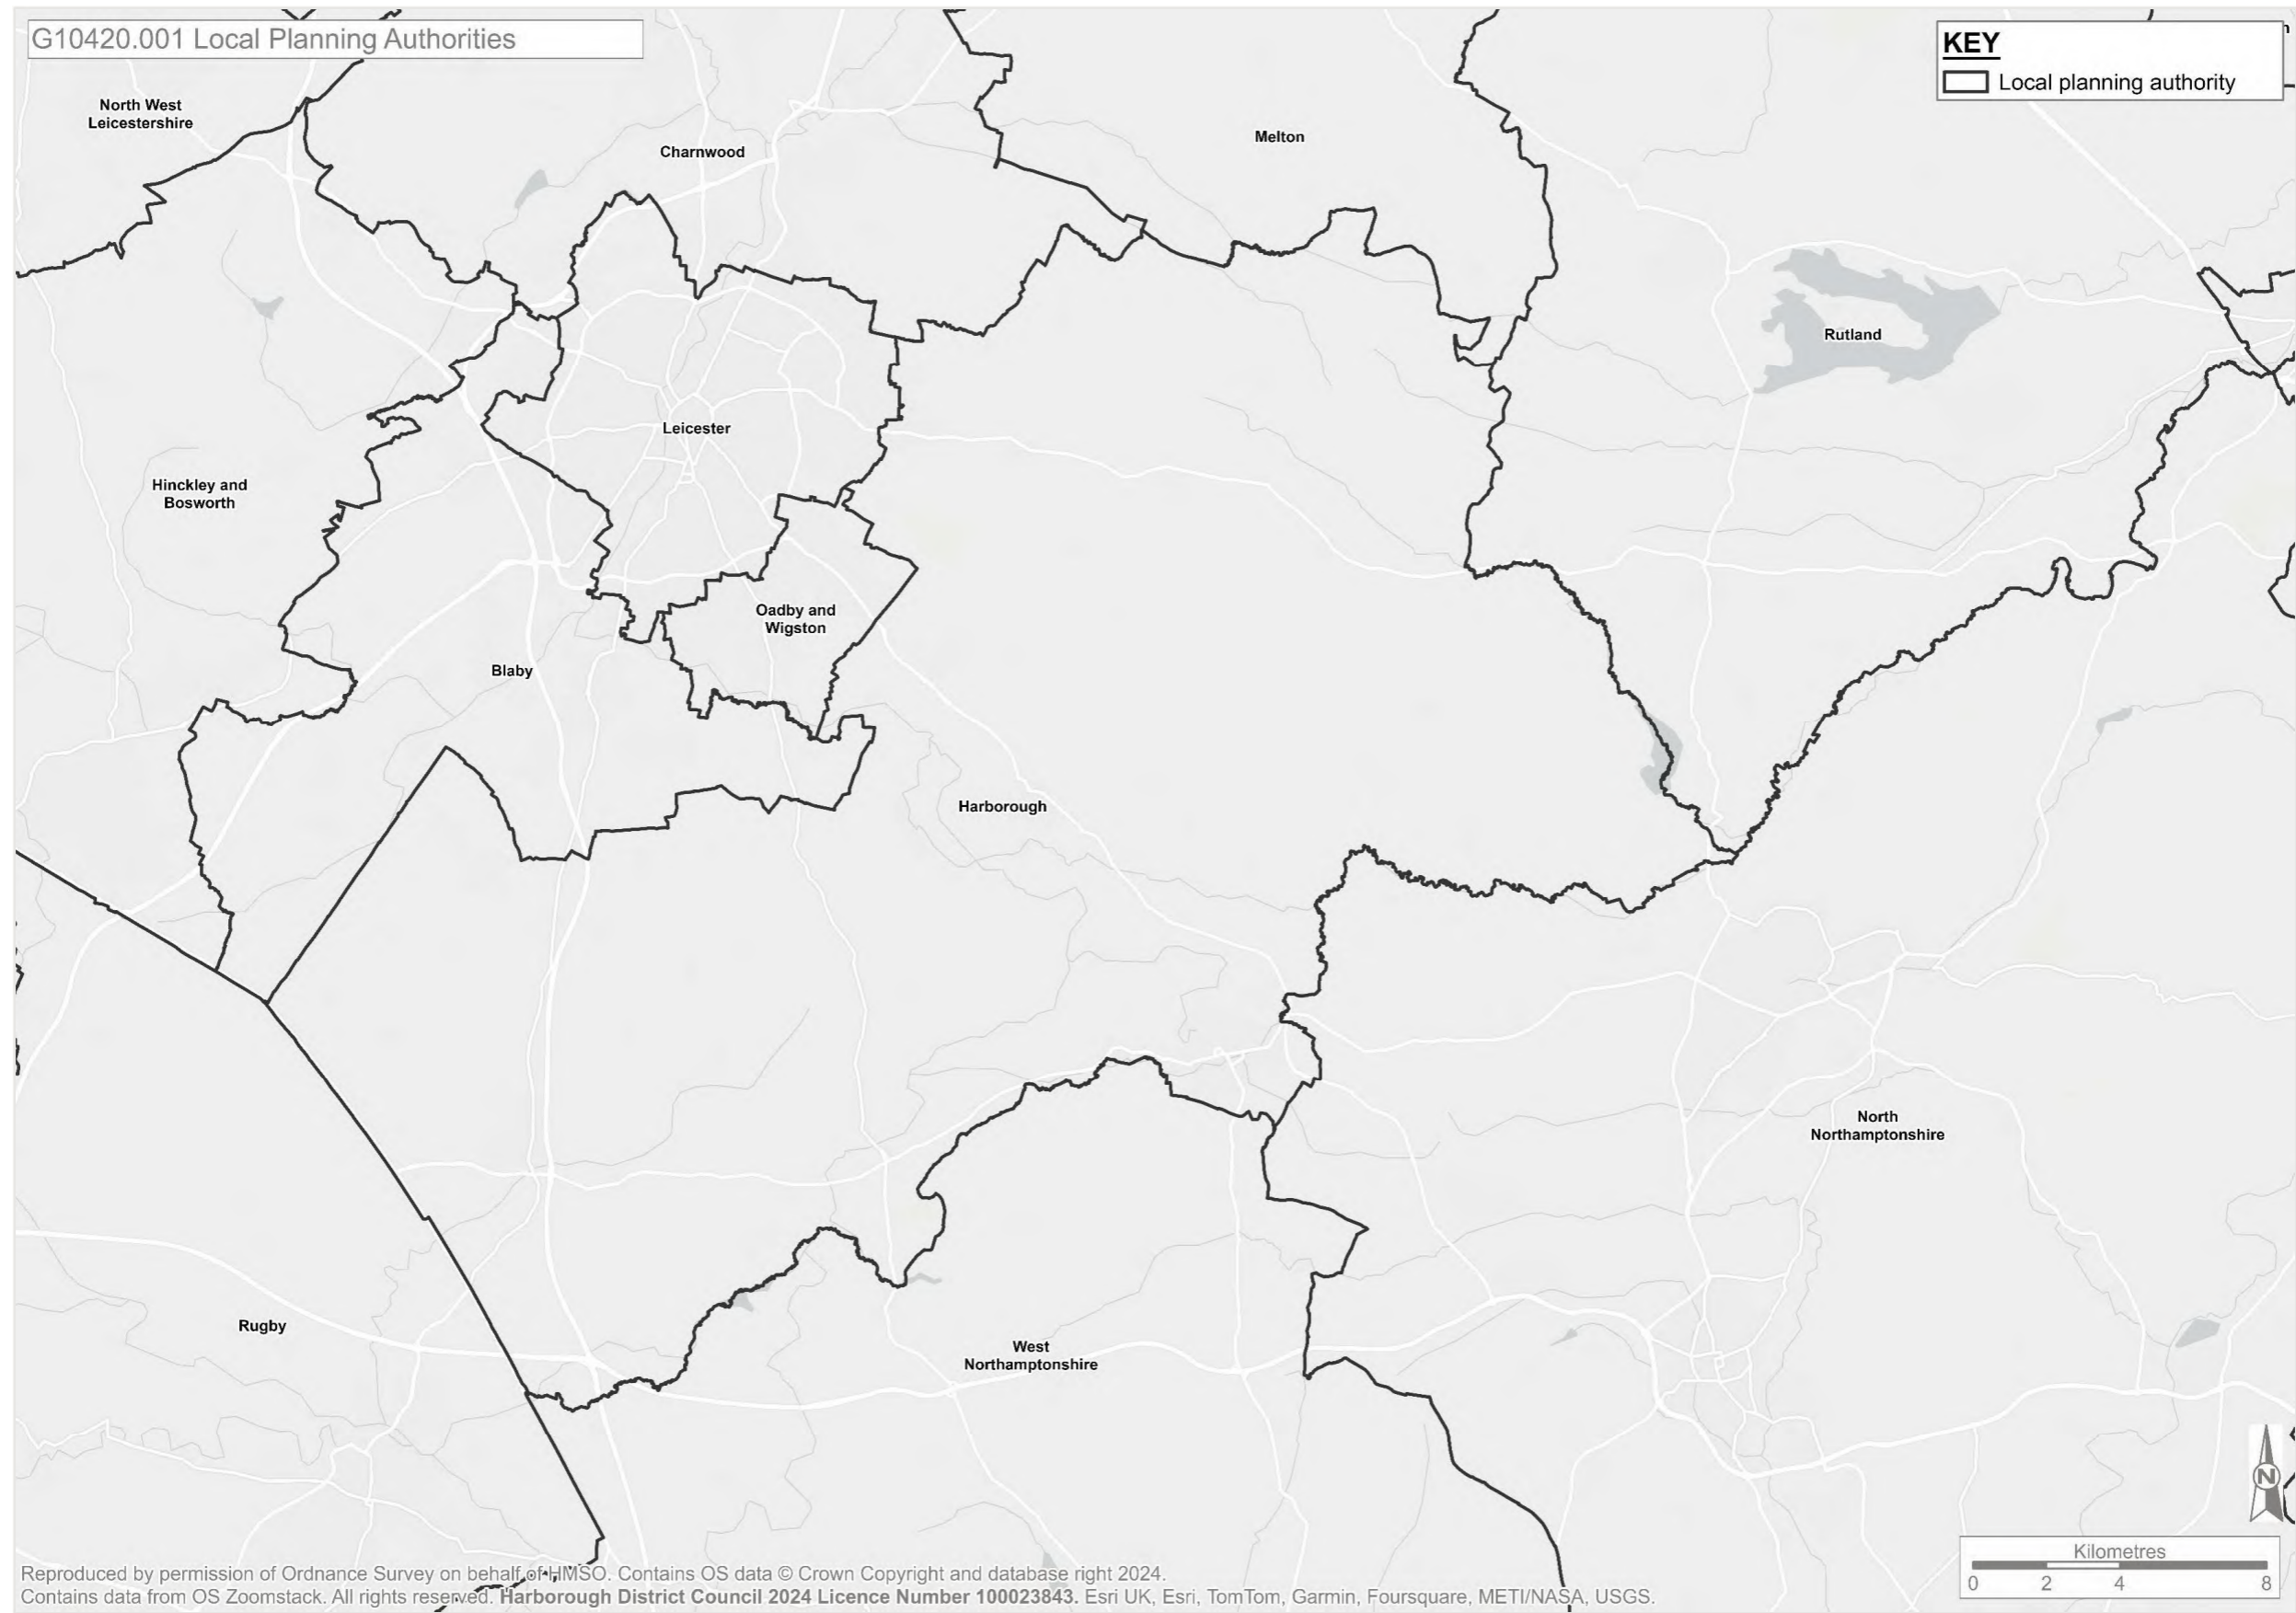 G10420.001 Local Planning Authorities
KEY
Local planning authority
North West
Leicestershire
Charnwood
Melton
Rutland
Leicester
Hinckley and
Bosworth
Oadby and
Wigston
Blaby
Harborough
North
Northamptonshire
Rugby
West
Northamptonshire
N
Kilometres
0 2 4 8
Reproduced by permission of Ordnance Survey on behalf of HMSO. Contains OS data © Crown Copyright and database right 2024.
Contains data from OS Zoomstack. All rights reserved. Harborough District Council 2024 Licence Number 100023843. Esri UK, Esri, TomTom, Garmin, Foursquare, METI/NASA, USGS.